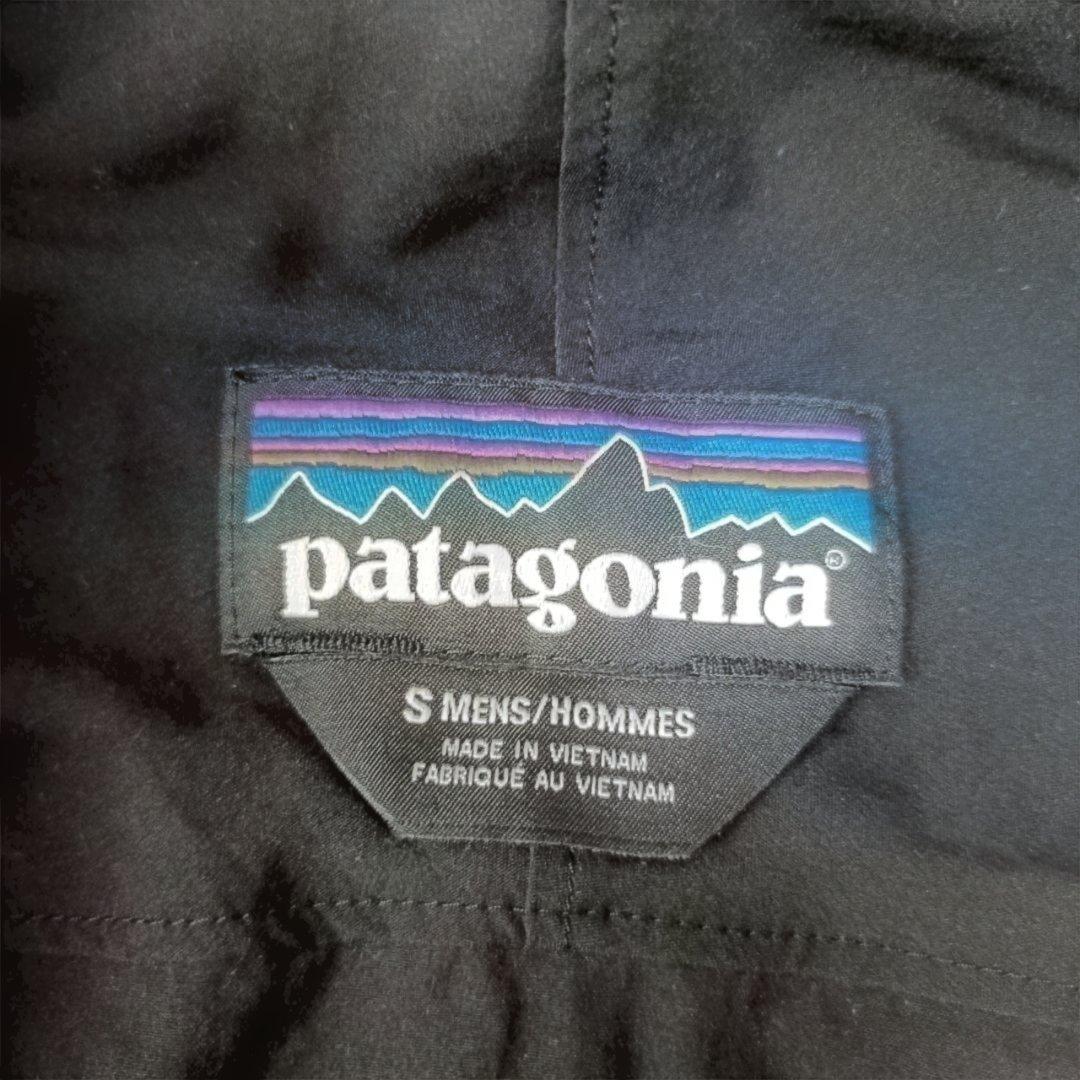 patagonia®
S MENS/HOMMES
MADE IN VIETNAM
FABRIQUÉ AU VIETNAM